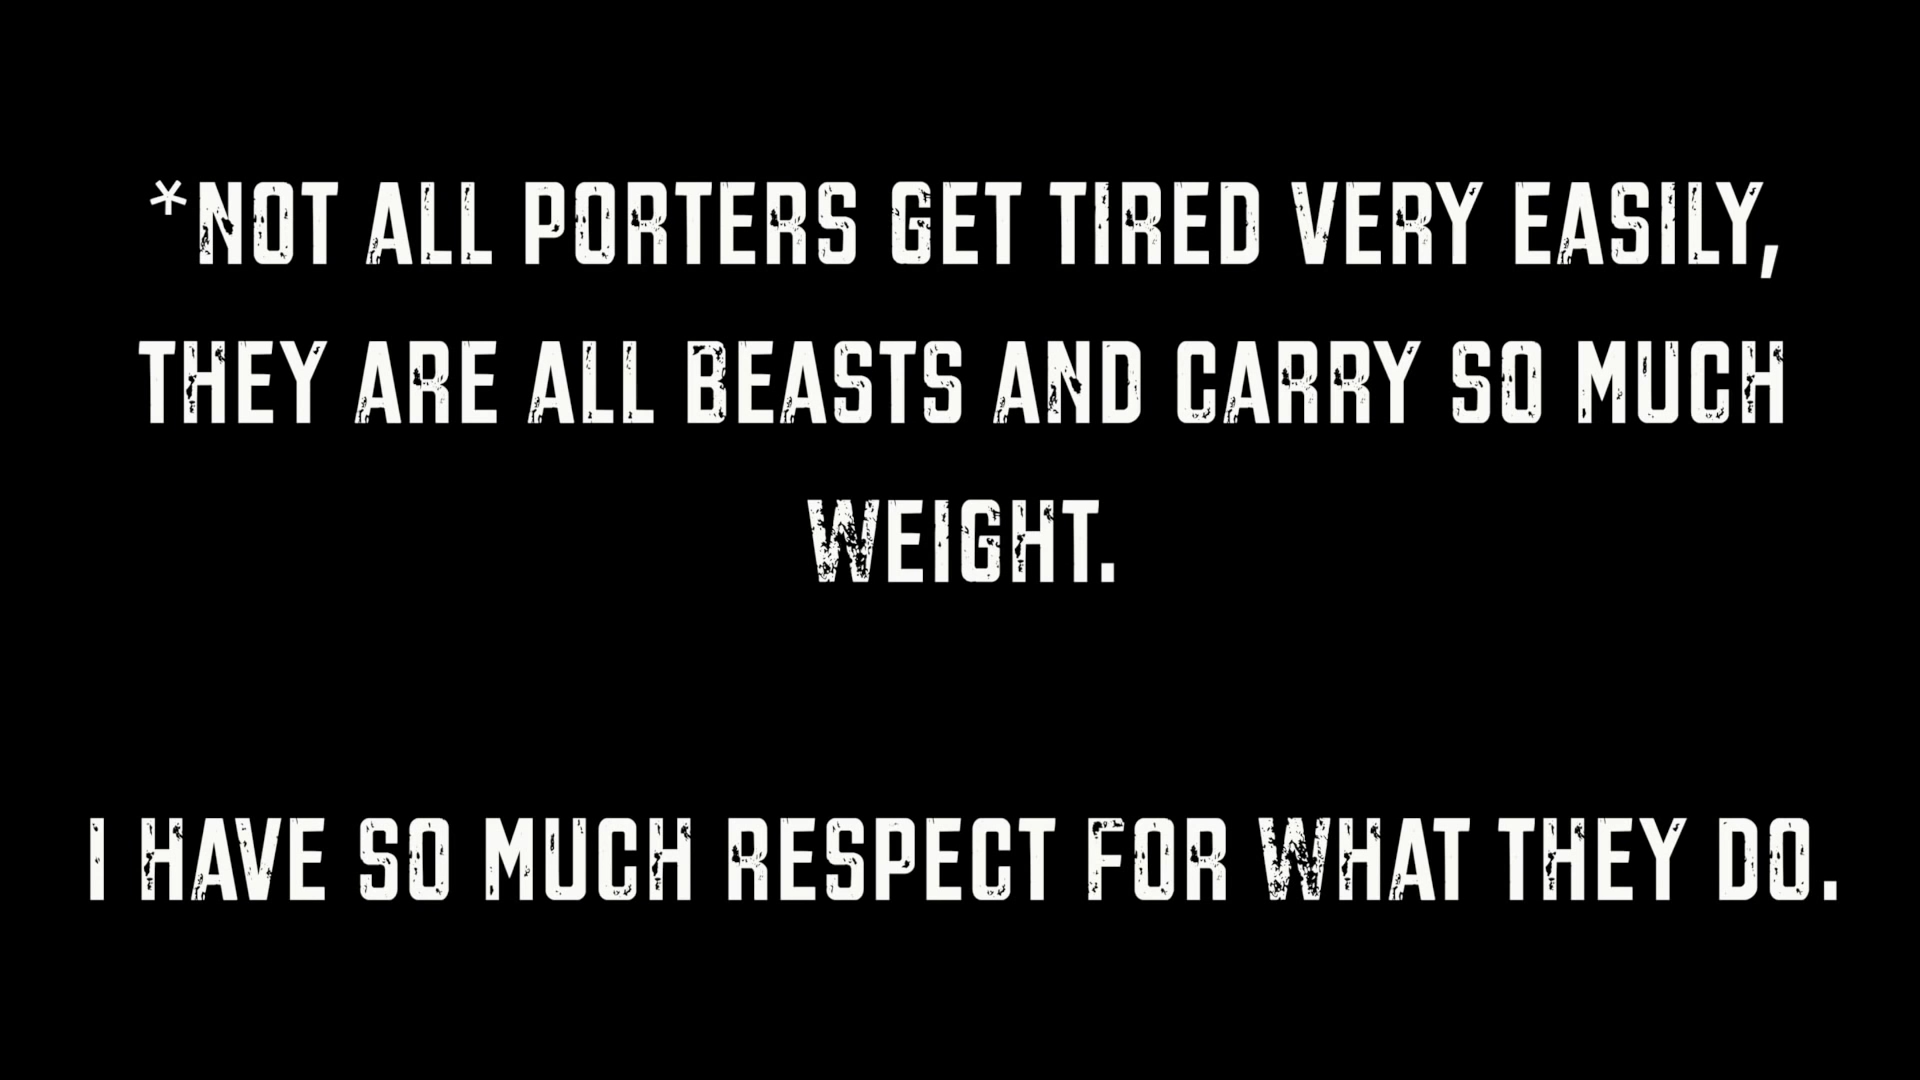 *NOT ALL PORTERS GET TIRED VERY EASILY,
THEY ARE ALL BEASTS AND CARRY SO MUCH
WEIGHT.
I HAVE SO MUCH RESPECT FOR WHAT THEY DO.